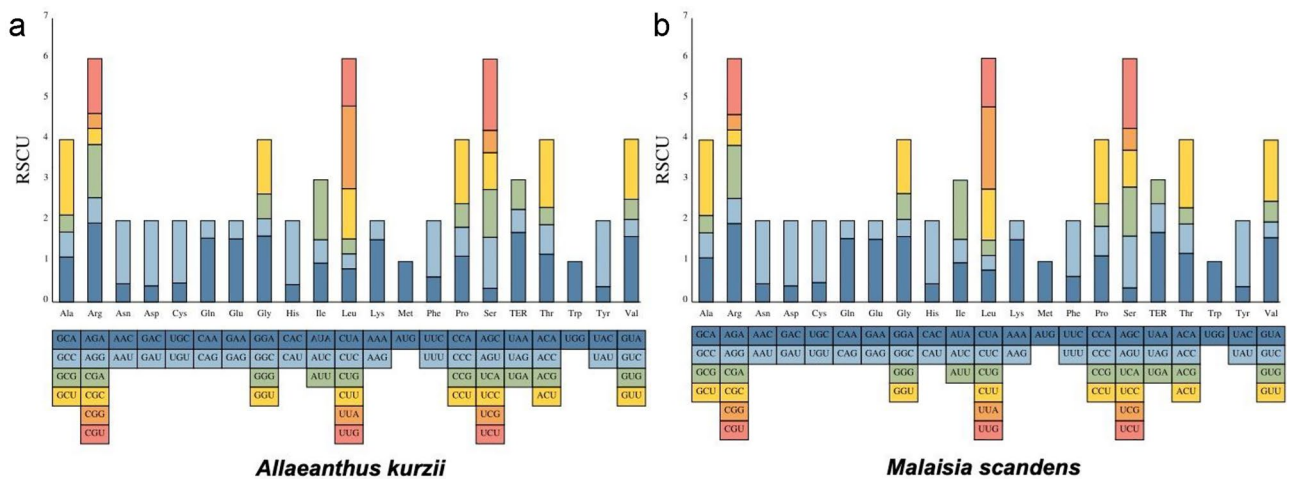 a
7
6
5
4
3
2
1
0
RSCU
Ala Arg Asn Asp Cys Gln Glu Gly His Ile Leu Lys Met Phe Pro Ser TER Thr Trp Tyr Val
GCA AGA AAC GAC UGC CAA GAA GGA CAC AUA CUA AAA AUG UUC CCA AGC UAA ACA UGG UAC GUA
GCC AGG AAU GAU UGU CAG GAG GGC CAU AUC CUC AAG UUU CCC AGU UAG ACC UAU GUC
GCG CGA GGG AUU CUG CCG UCA UGA ACG GUG
GCU CGC GGU CUU CCU UCC ACU GUU
CGG UUA UCG
CGU UUG UCU
Allaeanthus kurzii
b
7
6
5
4
3
2
1
0
RSCU
Ala Arg Asn Asp Cys Gln Glu Gly His Ile Leu Lys Met Phe Pro Ser TER Thr Trp Tyr Val
GCA AGA AAC GAC UGC CAA GAA GGA CAC AUA CUA AAA AUG UUC CCA AGC UAA ACA UGG UAC GUA
GCC AGG AAU GAU UGU CAG GAG GGC CAU AUC CUC AAG UUU CCC AGU UAG ACC UAU GUC
GCG CGA GGG AUU CUG CCG UCA UGA ACG GUG
GCU CGC GGU CUU CCU UCC ACU GUU
CGG UUA UCG
CGU UUG UCU
Malaisia scandens